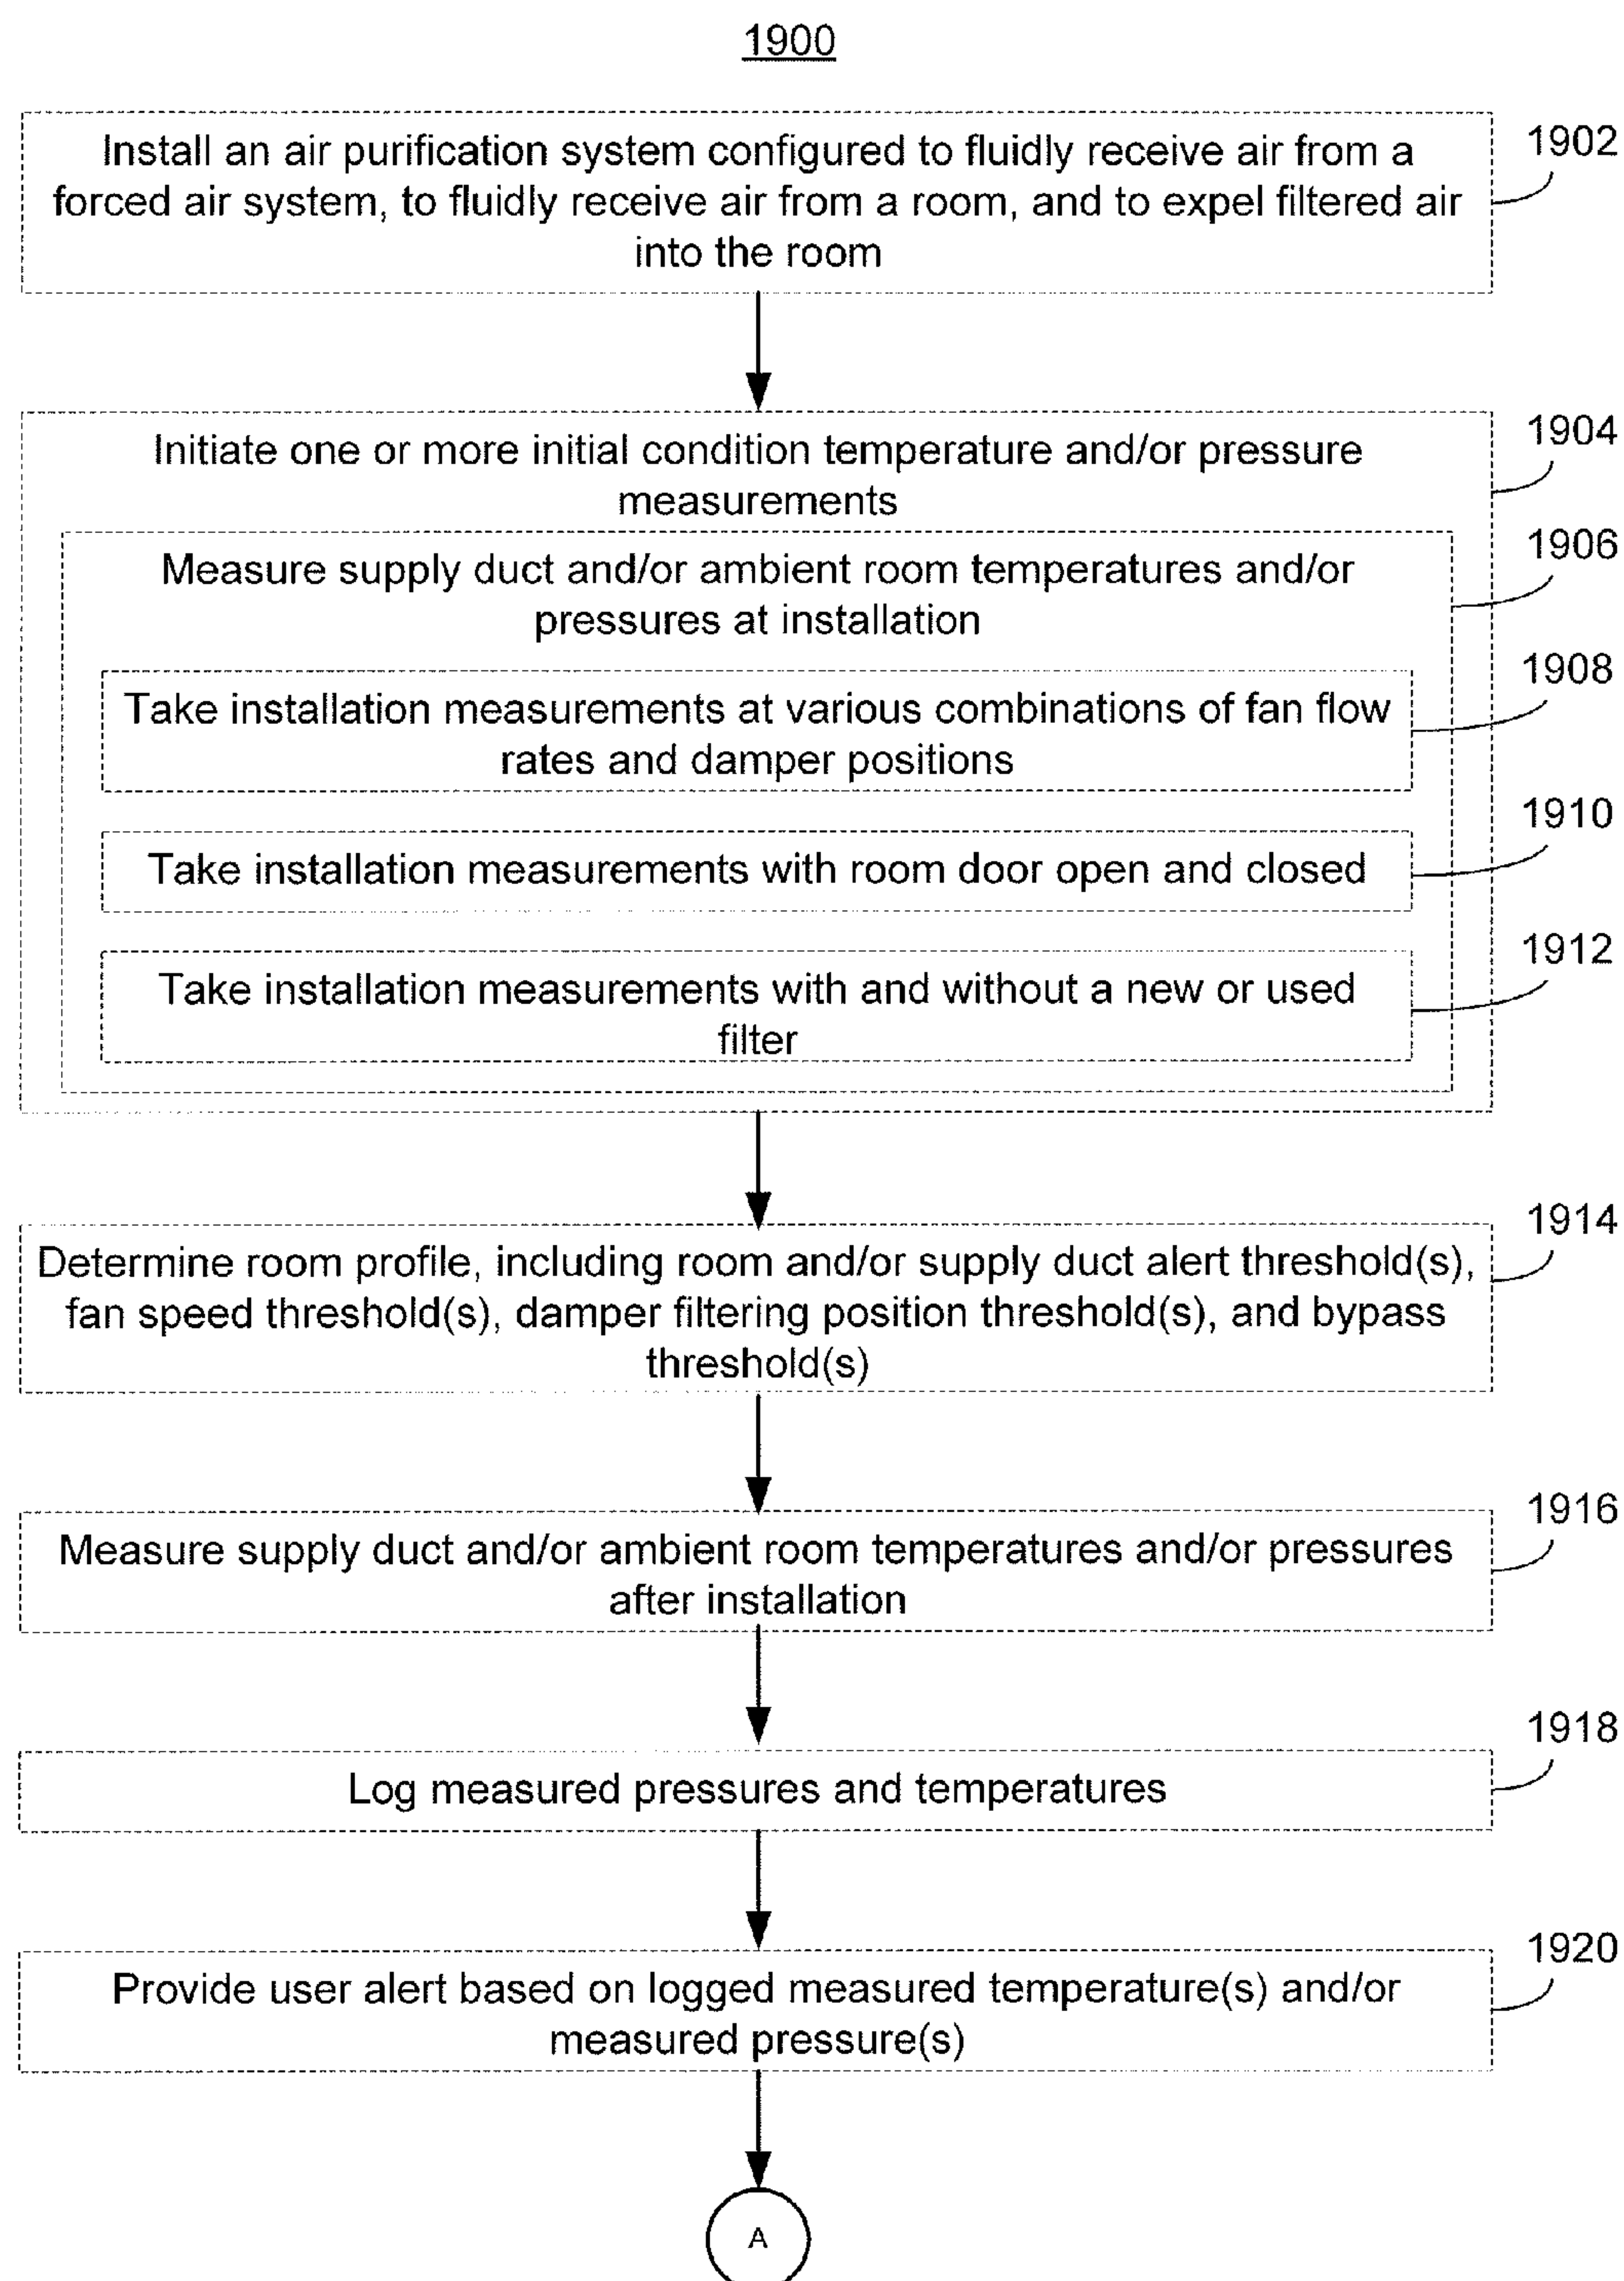 1900
Install an air purification system configured to fluidly receive air from a
forced air system, to fluidly receive air from a room, and to expel filtered air
into the room
1902
Initiate one or more initial condition temperature and/or pressure
measurements
1904
Measure supply duct and/or ambient room temperatures and/or
pressures at installation
1906
Take installation measurements at various combinations of fan flow
rates and damper positions
1908
Take installation measurements with room door open and closed
1910
Take installation measurements with and without a new or used
filter
1912
Determine room profile, including room and/or supply duct alert threshold(s),
fan speed threshold(s), damper filtering position threshold(s), and bypass
threshold(s)
1914
Measure supply duct and/or ambient room temperatures and/or pressures
after installation
1916
Log measured pressures and temperatures
1918
Provide user alert based on logged measured temperature(s) and/or
measured pressure(s)
1920
A